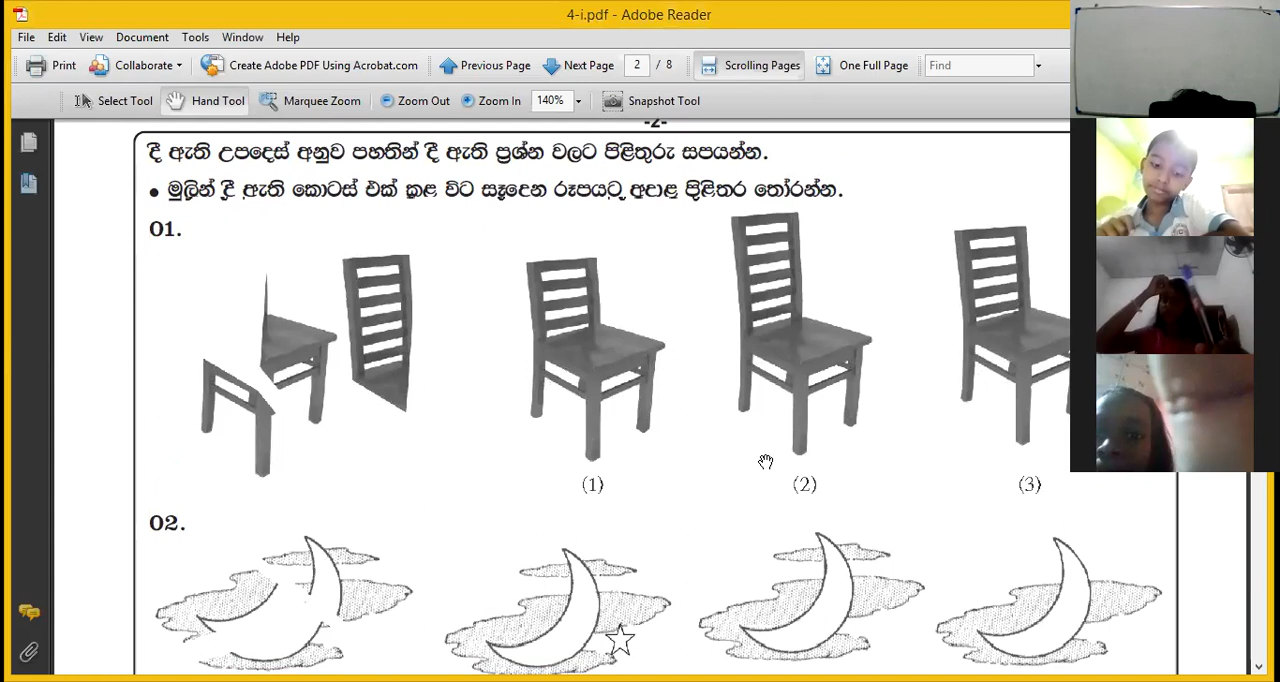 4-i.pdf - Adobe Reader
File Edit View Document Tools Window Help
Print Collaborate Create Adobe PDF Using Acrobat.com Previous Page Next Page 2 / 8 Scrolling Pages One Full Page Find
Select Tool Hand Tool Marquee Zoom Zoom Out Zoom In 140% Snapshot Tool
-2-
දී ඇති උපදෙස් අනුව පහතින් දී ඇති ප්‍රශ්න වලට පිළිතුරු සපයන්න.
• මුලින් දී ඇති කොටස් එක් කළ විට සෑදෙන රූපයට අදාළ පිළිතර තෝරන්න.
01.
(1) (2) (3)
02.